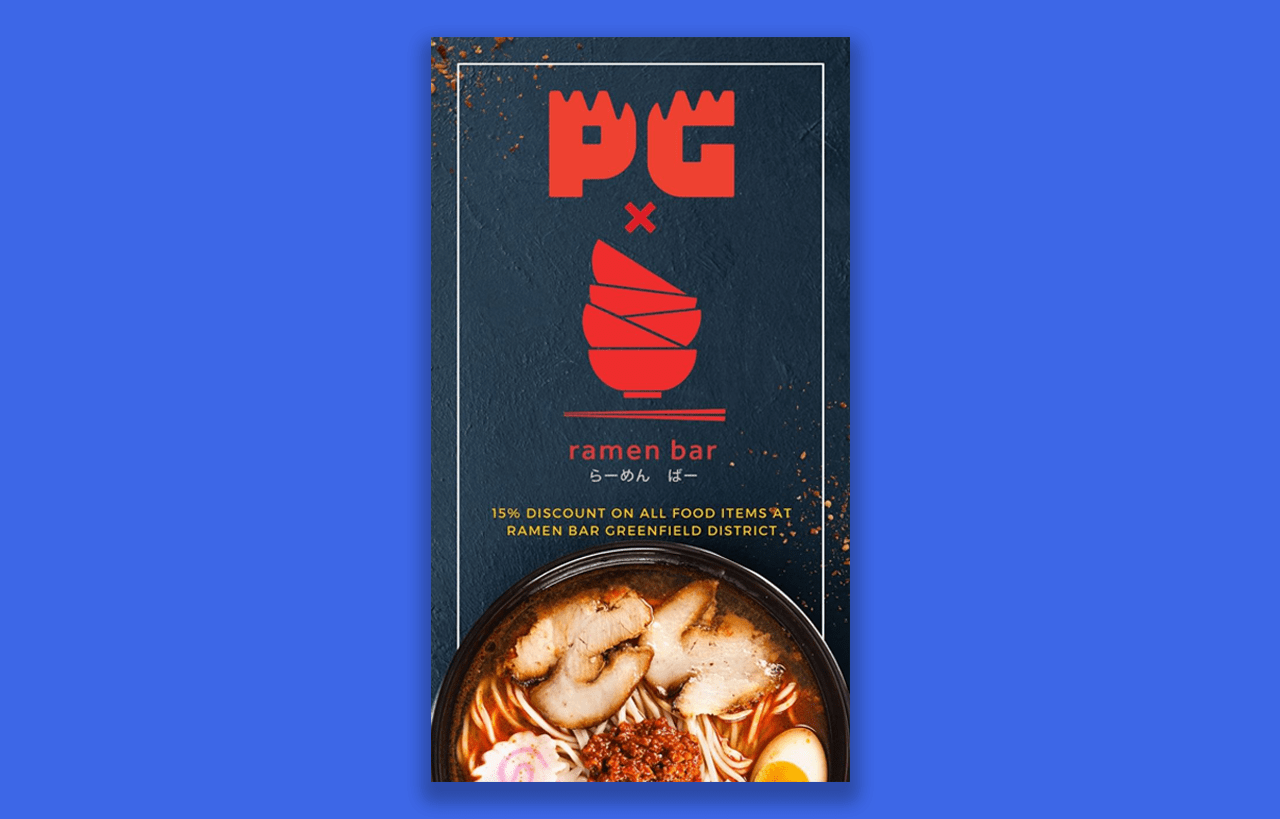 PG
×
ramen bar
らーめん　ばー
15% DISCOUNT ON ALL FOOD ITEMS AT
RAMEN BAR GREENFIELD DISTRICT